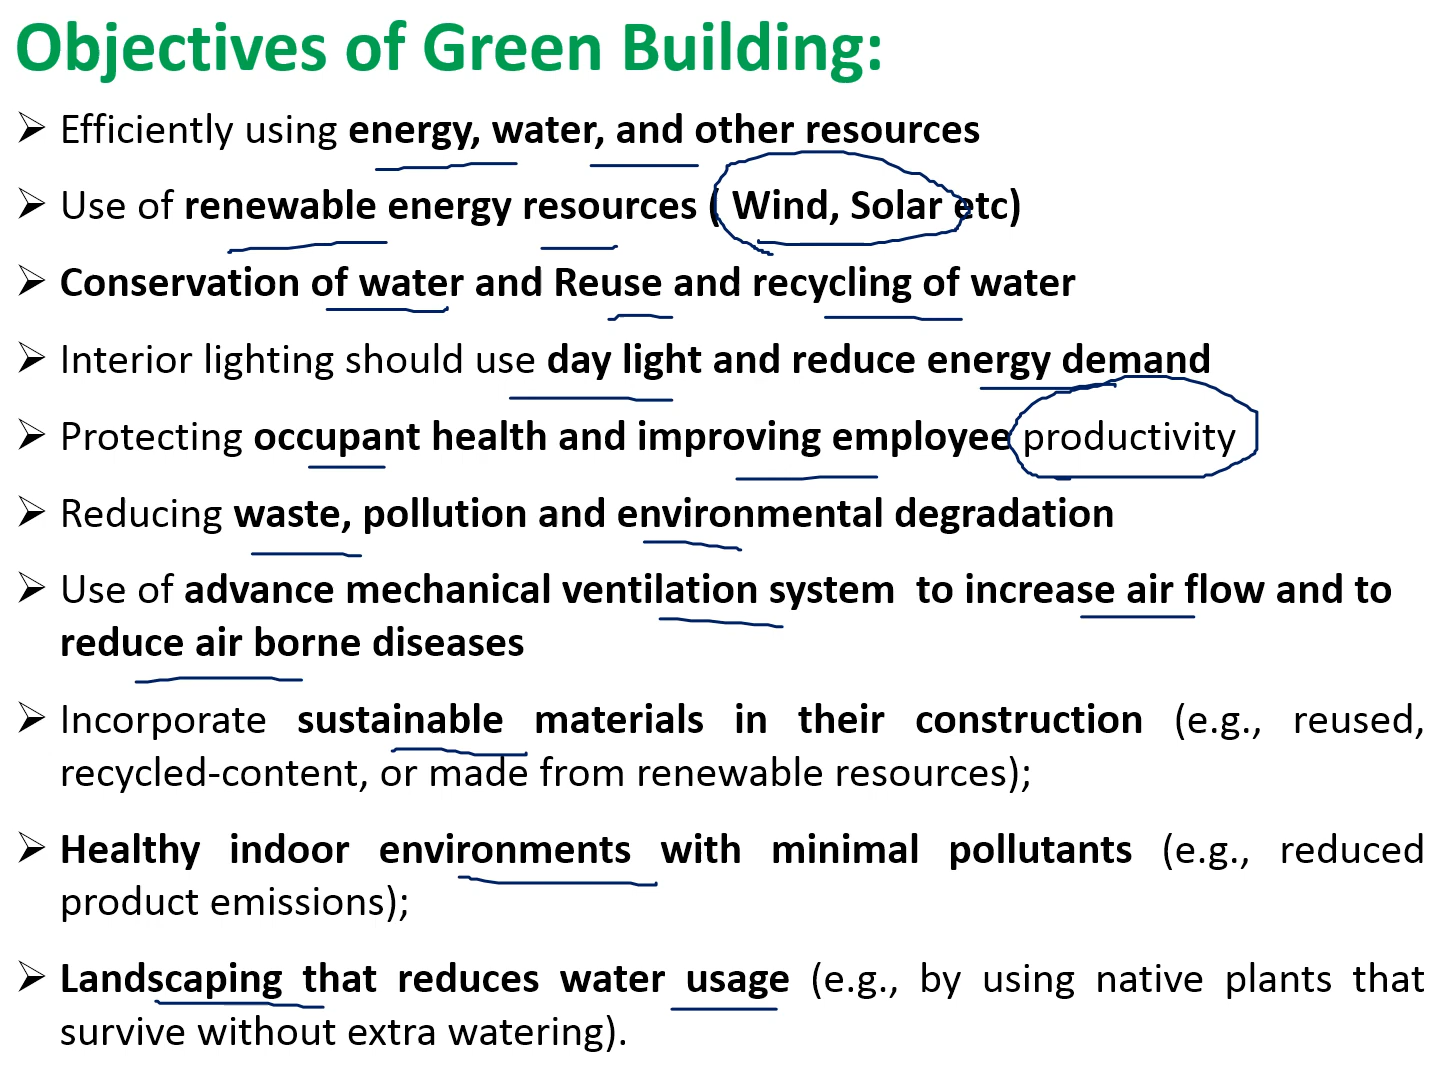 Objectives of Green Building:
➢ Efficiently using energy, water, and other resources
➢ Use of renewable energy resources ( Wind, Solar etc)
➢ Conservation of water and Reuse and recycling of water
➢ Interior lighting should use day light and reduce energy demand
➢ Protecting occupant health and improving employee productivity
➢ Reducing waste, pollution and environmental degradation
➢ Use of advance mechanical ventilation system to increase air flow and to
reduce air borne diseases
➢ Incorporate sustainable materials in their construction (e.g., reused,
recycled-content, or made from renewable resources);
➢ Healthy indoor environments with minimal pollutants (e.g., reduced
product emissions);
➢ Landscaping that reduces water usage (e.g., by using native plants that
survive without extra watering).